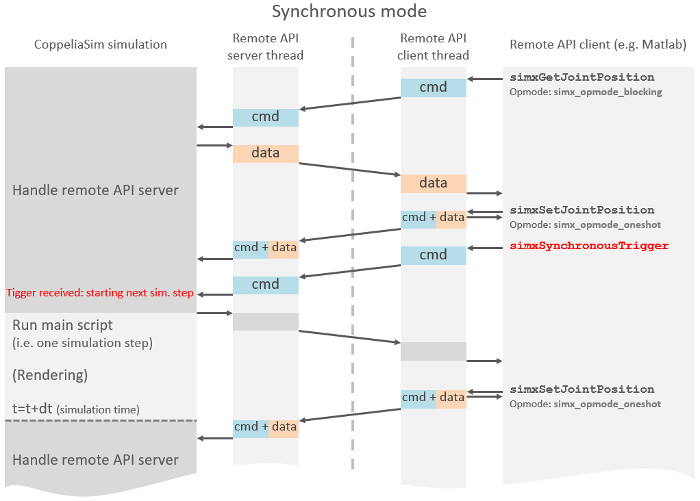 Synchronous mode
CoppeliaSim simulation
Remote API
server thread
Remote API
client thread
Remote API client (e.g. Matlab)
simxGetJointPosition
Opmode: simx_opmode_blocking
cmd
cmd
data
data
Handle remote API server
simxSetJointPosition
Opmode: simx_opmode_oneshot
cmd + data
cmd + data
simxSynchronousTrigger
cmd
cmd
Tigger received: starting next sim. step
Run main script
(i.e. one simulation step)
(Rendering)
simxSetJointPosition
Opmode: simx_opmode_oneshot
cmd + data
t=t+dt (simulation time)
cmd + data
Handle remote API server